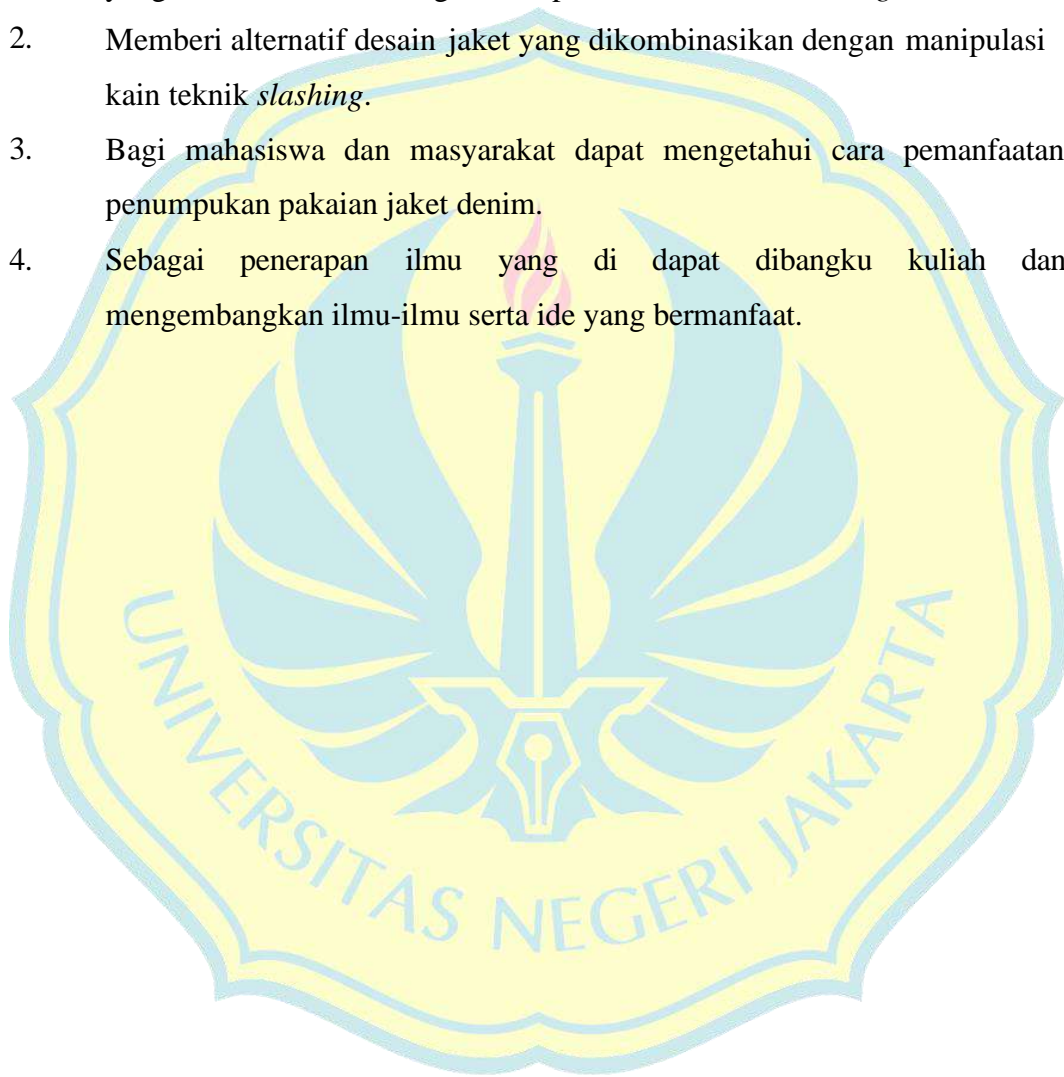 2. Memberi alternatif desain jaket yang dikombinasikan dengan manipulasi
kain teknik slashing.
3. Bagi mahasiswa dan masyarakat dapat mengetahui cara pemanfaatan
penumpukan pakaian jaket denim.
4. Sebagai penerapan ilmu yang di dapat dibangku kuliah dan
mengembangkan ilmu-ilmu serta ide yang bermanfaat.
UNIVERSITAS NEGERI JAKARTA